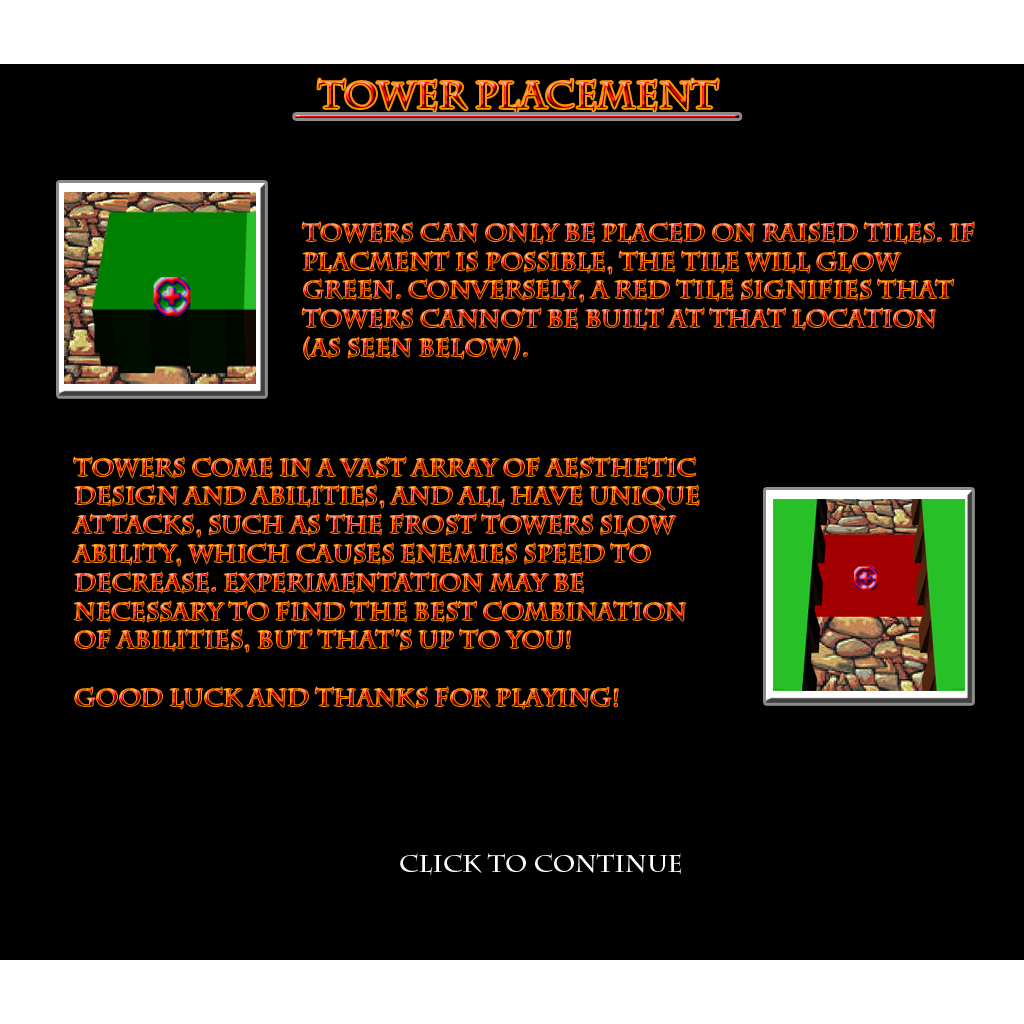 TOWER PLACEMENT
TOWERS CAN ONLY BE PLACED ON RAISED TILES. IF
PLACMENT IS POSSIBLE, THE TILE WILL GLOW
GREEN. CONVERSELY, A RED TILE SIGNIFIES THAT
TOWERS CANNOT BE BUILT AT THAT LOCATION
(AS SEEN BELOW).
TOWERS COME IN A VAST ARRAY OF AESTHETIC
DESIGN AND ABILITIES, AND ALL HAVE UNIQUE
ATTACKS, SUCH AS THE FROST TOWERS SLOW
ABILITY, WHICH CAUSES ENEMIES SPEED TO
DECREASE. EXPERIMENTATION MAY BE
NECESSARY TO FIND THE BEST COMBINATION
OF ABILITIES, BUT THAT'S UP TO YOU!
GOOD LUCK AND THANKS FOR PLAYING!
CLICK TO CONTINUE